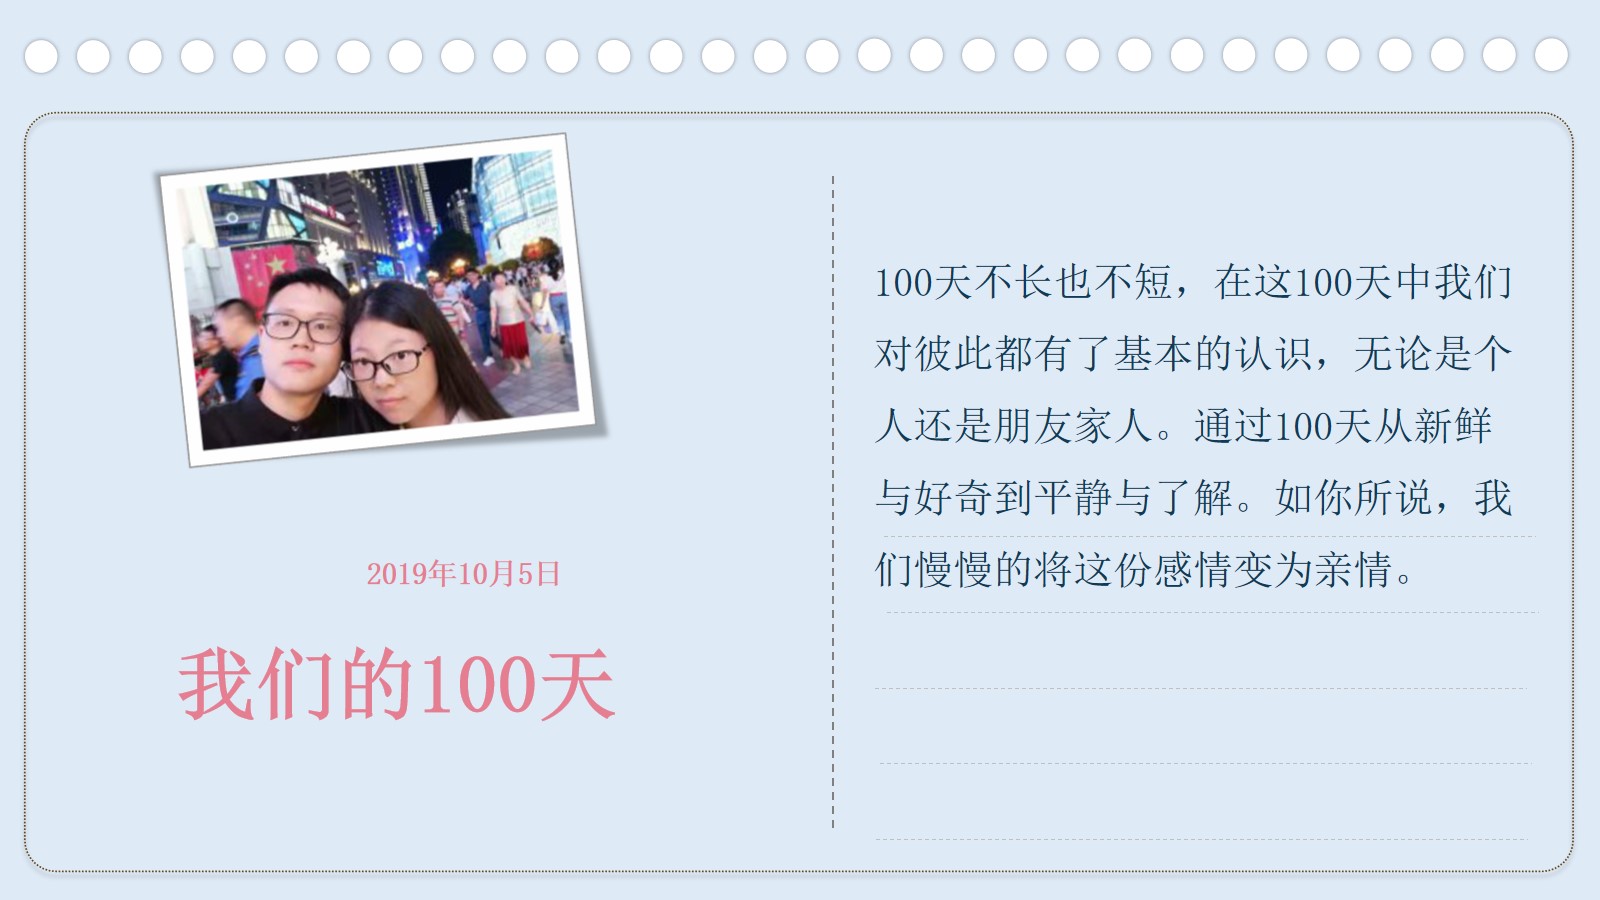 2019年10月5日
我们的100天
100天不长也不短，在这100天中我们
对彼此都有了基本的认识，无论是个
人还是朋友家人。通过100天从新鲜
与好奇到平静与了解。如你所说，我
们慢慢的将这份感情变为亲情。